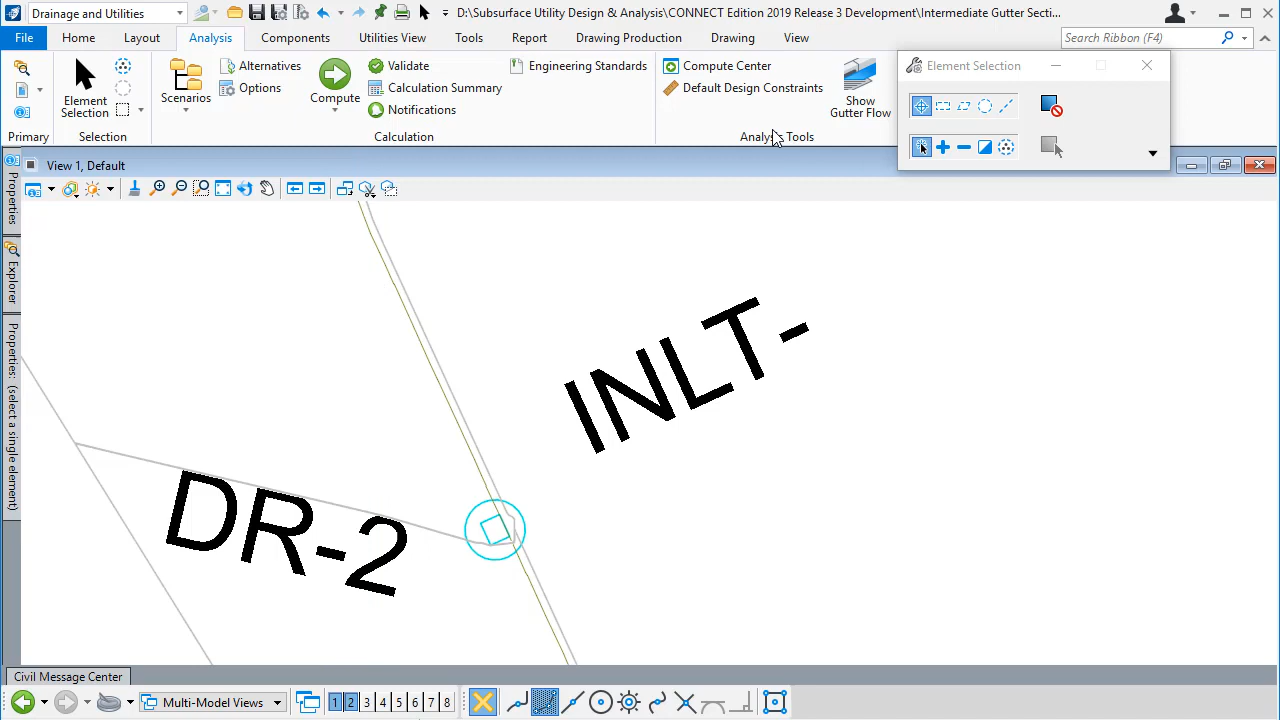 Drainage and Utilities
D:\Subsurface Utility Design & Analysis\CONNECT Edition 2019 Release 3 Development\Intermediate Gutter Secti...
File
Home
Layout
Analysis
Components
Utilities View
Tools
Report
Drawing Production
Drawing
View
Search Ribbon (F4)
Element Selection
Scenarios
Alternatives
Options
Compute
Validate
Calculation Summary
Notifications
Engineering Standards
Compute Center
Default Design Constraints
Show Gutter Flow
Element Selection
Primary
Selection
Calculation
Analysis Tools
View 1, Default
Properties
Explorer
Properties: (select a single element)
INLT-
DR-2
Civil Message Center
Multi-Model Views
1 2 3 4 5 6 7 8